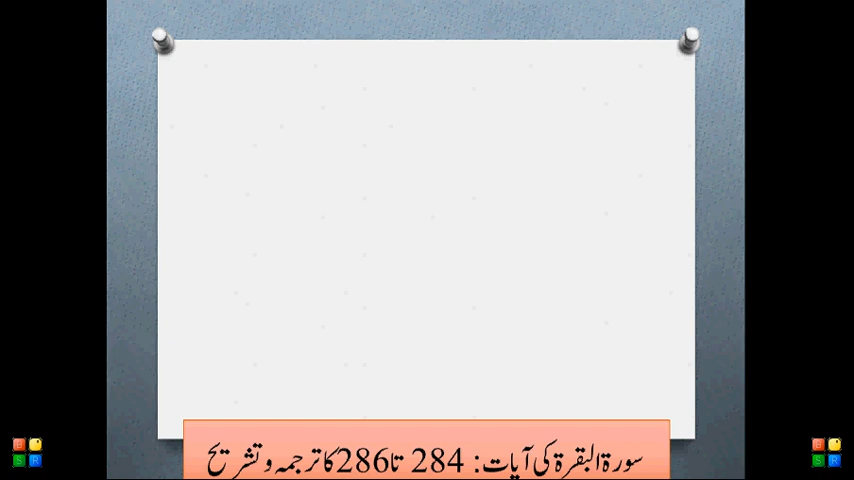 سورۃ البقرۃ کی آیات: 284 تا 286 کا ترجمہ و تشریح